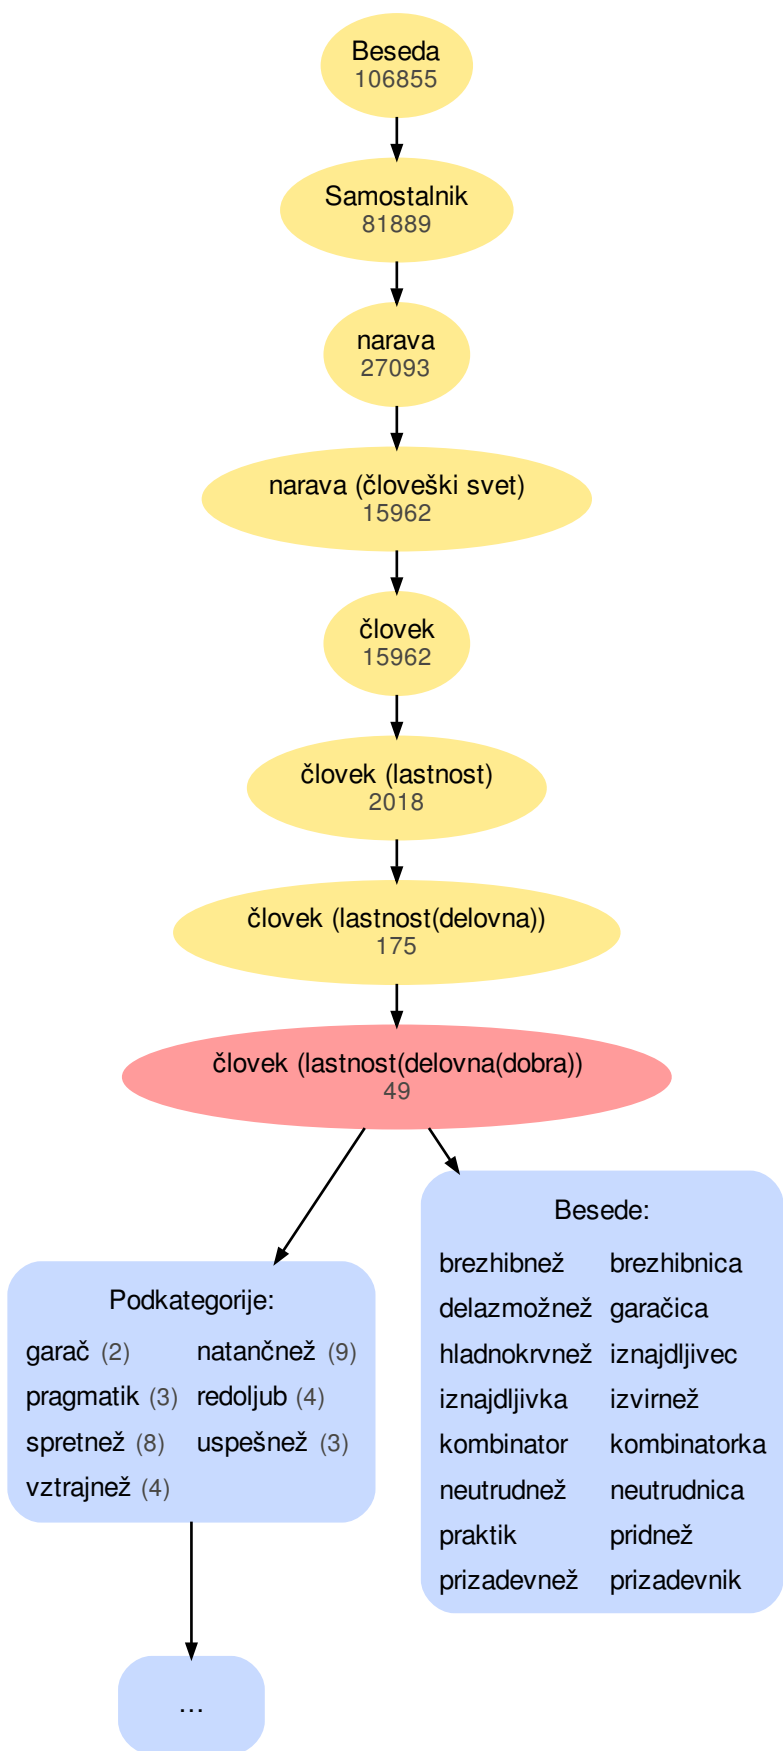 Beseda
106855
Samostalnik
81889
narava
27093
narava (človeški svet)
15962
človek
15962
človek (lastnost)
2018
človek (lastnost(delovna))
175
človek (lastnost(delovna(dobra))
49
Podkategorije:
garač (2) natančnež (9)
pragmatik (3) redoljub (4)
spretnež (8) uspešnež (3)
vztrajnež (4)
...
Besede:
brezhibnež brezhibnica
delazmožnež garačica
hladnokrvnež iznajdljivec
iznajdljivka izvirnež
kombinator kombinatorka
neutrudnež neutrudnica
praktik pridnež
prizadevnež prizadevnik